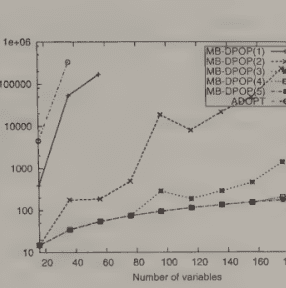 1e+06
MB-DPOP(1)
MB-DPOP(2)
MB-DPOP(3)
100000
MB-DPOP(4)
MB-DPOP(5)
ADOPT
10000
1000
100
10
20 40 60 80 100 120 140 160
Number of variables